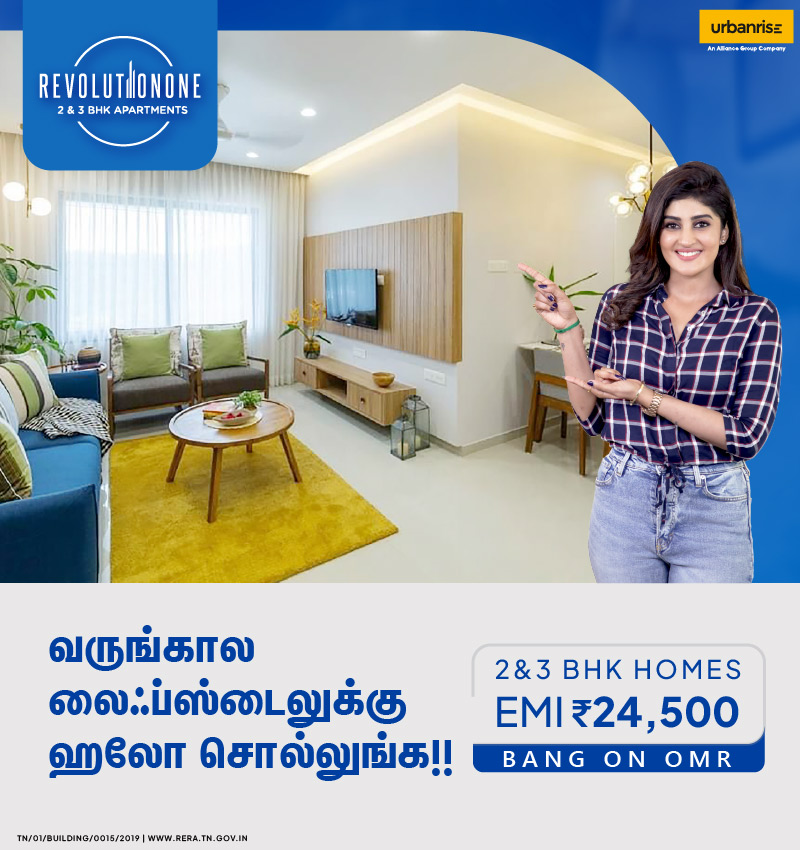 REVOLUTIONONE
2 & 3 BHK APARTMENTS
urbanrise
An Alliance Group Company
வருங்கால
லைஃப்ஸ்டைலுக்கு
ஹலோ சொல்லுங்க!!
2&3 BHK HOMES
EMI ₹24,500
BANG ON OMR
TN/01/BUILDING/0015/2019 | WWW.RERA.TN.GOV.IN